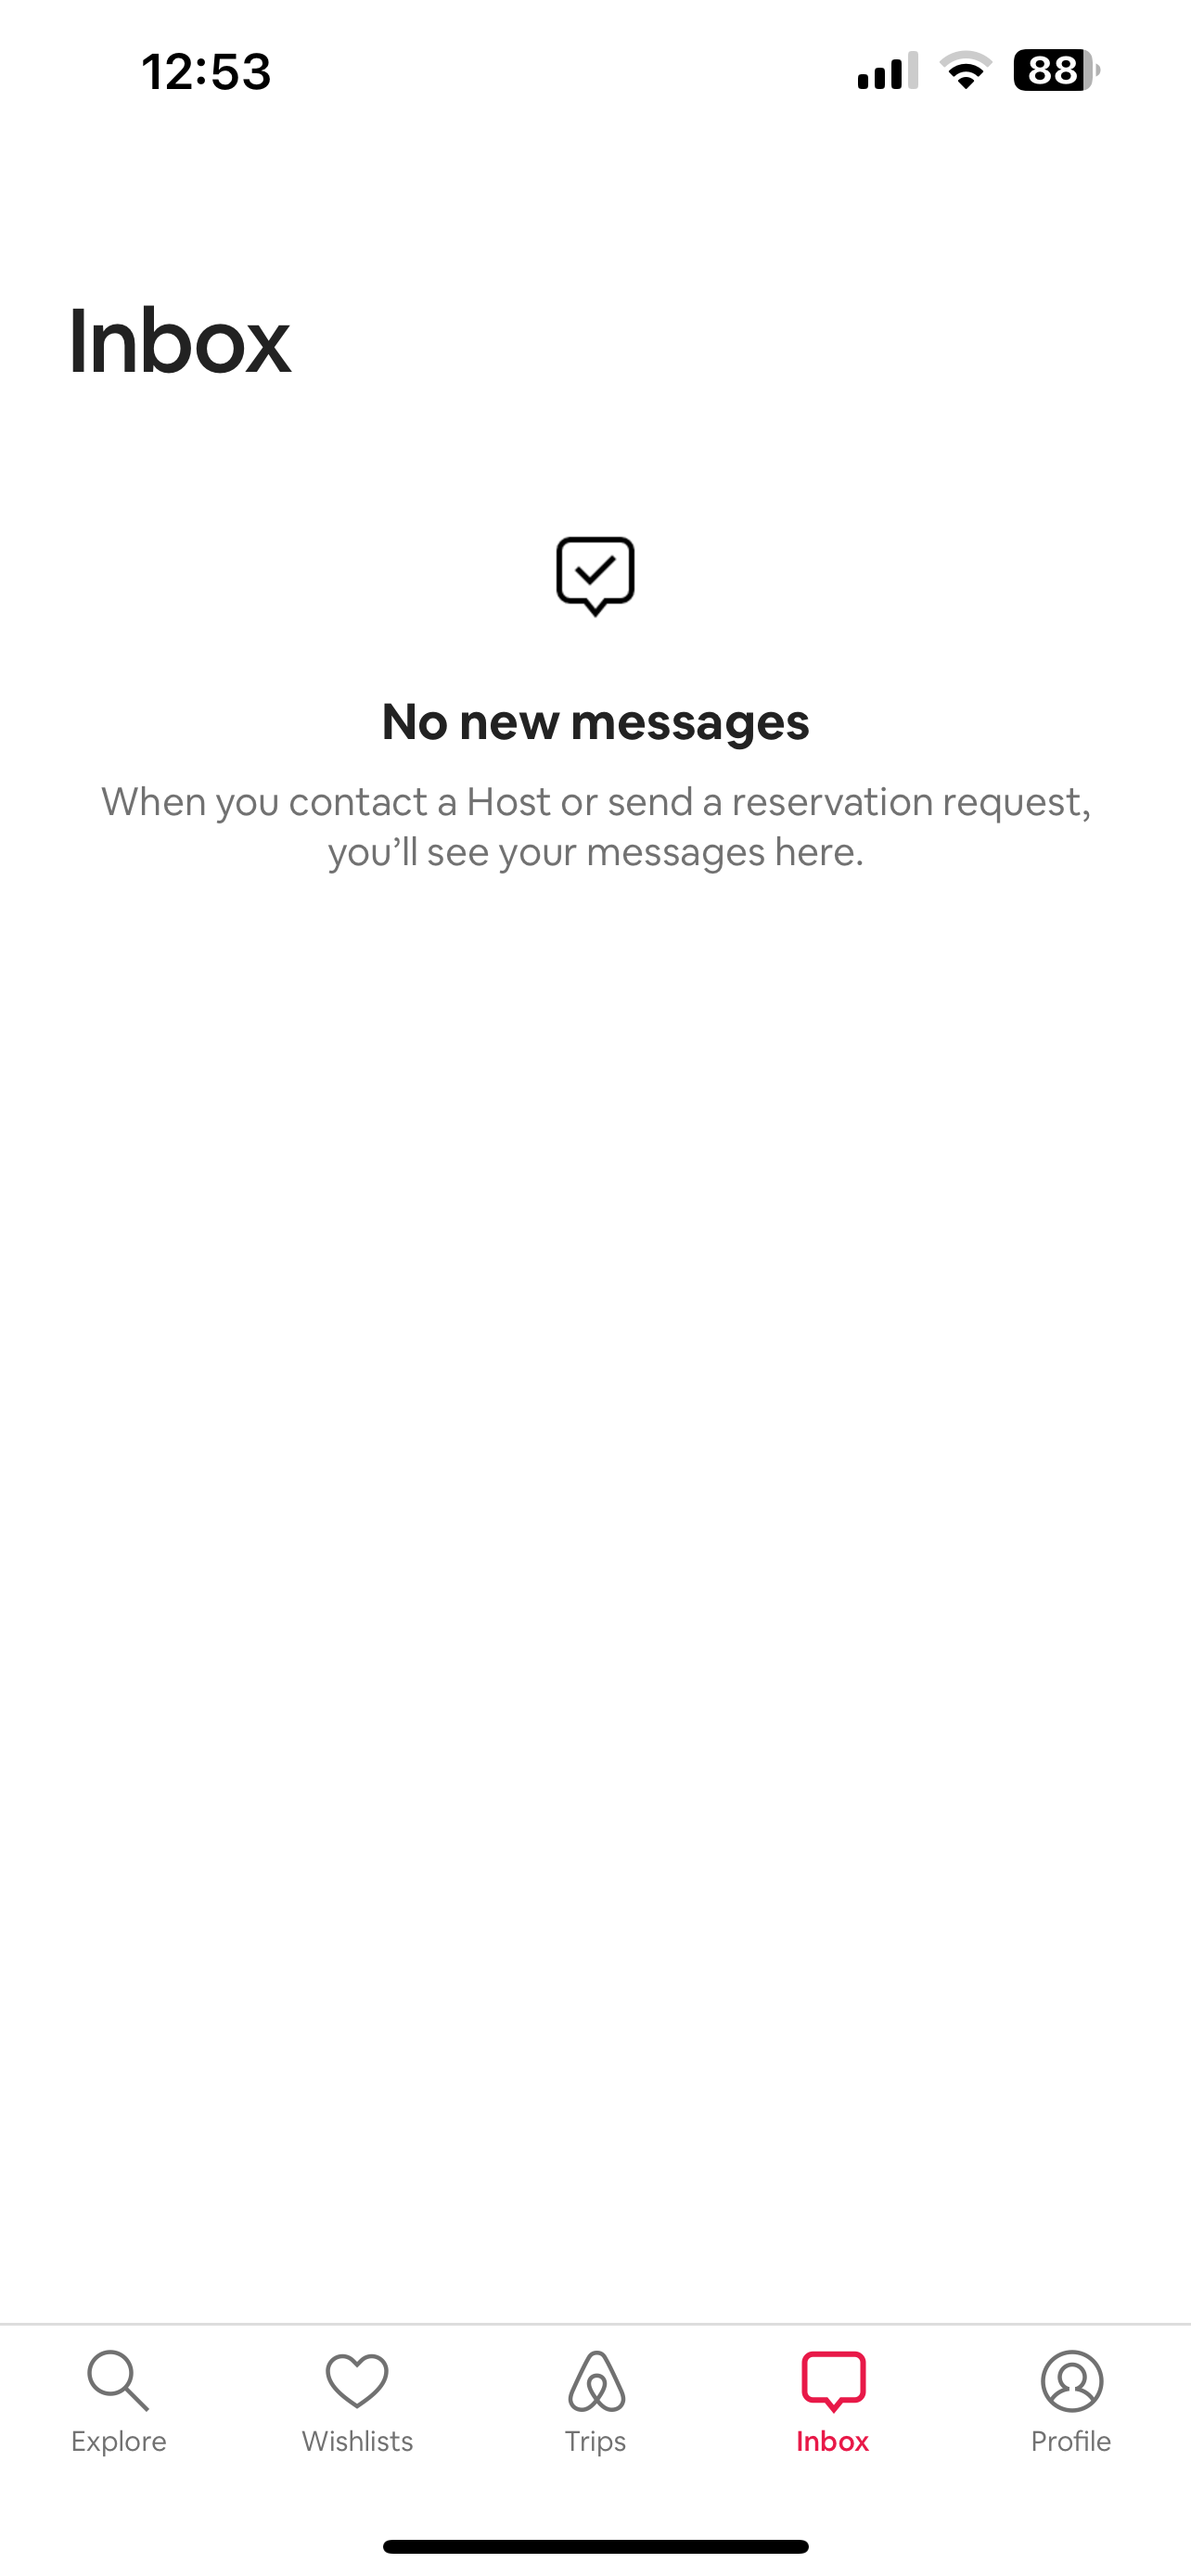 12:53
88
Inbox
No new messages
When you contact a Host or send a reservation request,
you’ll see your messages here.
Explore
Wishlists
Trips
Inbox
Profile